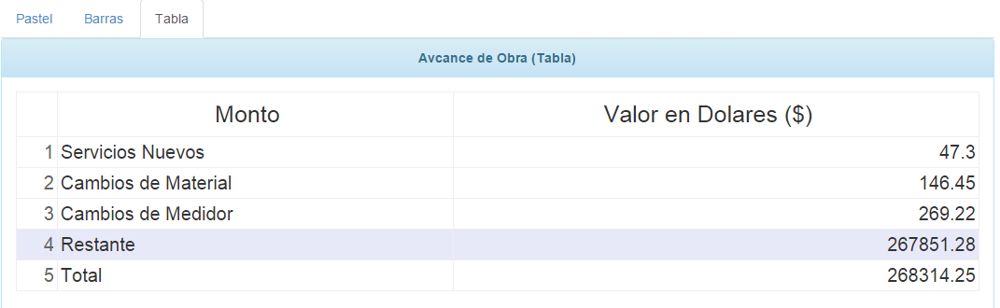 Pastel Barras Tabla
Avcance de Obra (Tabla)
Monto Valor en Dolares ($)
1 Servicios Nuevos 47.3
2 Cambios de Material 146.45
3 Cambios de Medidor 269.22
4 Restante 267851.28
5 Total 268314.25